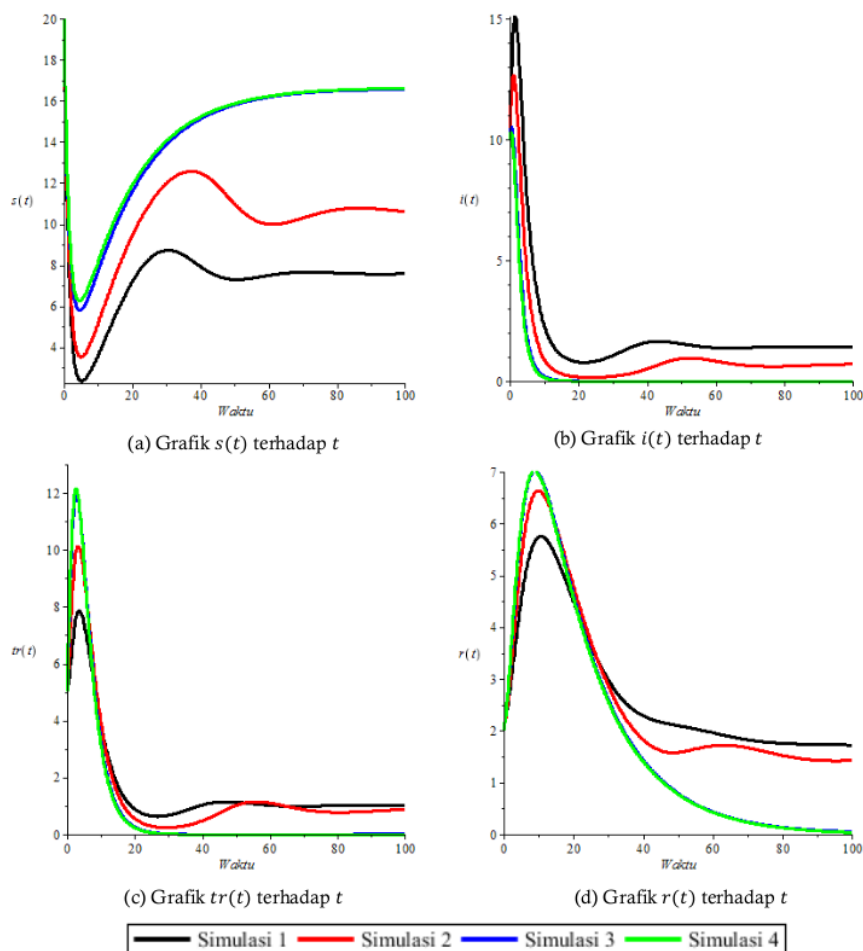 20
18
16
14
12
s(t)
10
8
6
4
0 20 40 60 80 100
Waktu
(a) Grafik s(t) terhadap t
15
10
i(t)
5
0
0 20 40 60 80 100
Waktu
(b) Grafik i(t) terhadap t
12
10
8
tr(t)
6
4
2
0
0 20 40 60 80 100
Waktu
(c) Grafik tr(t) terhadap t
7
6
5
4
r(t)
3
2
1
0
0 20 40 60 80 100
Waktu
(d) Grafik r(t) terhadap t
Simulasi 1 Simulasi 2 Simulasi 3 Simulasi 4